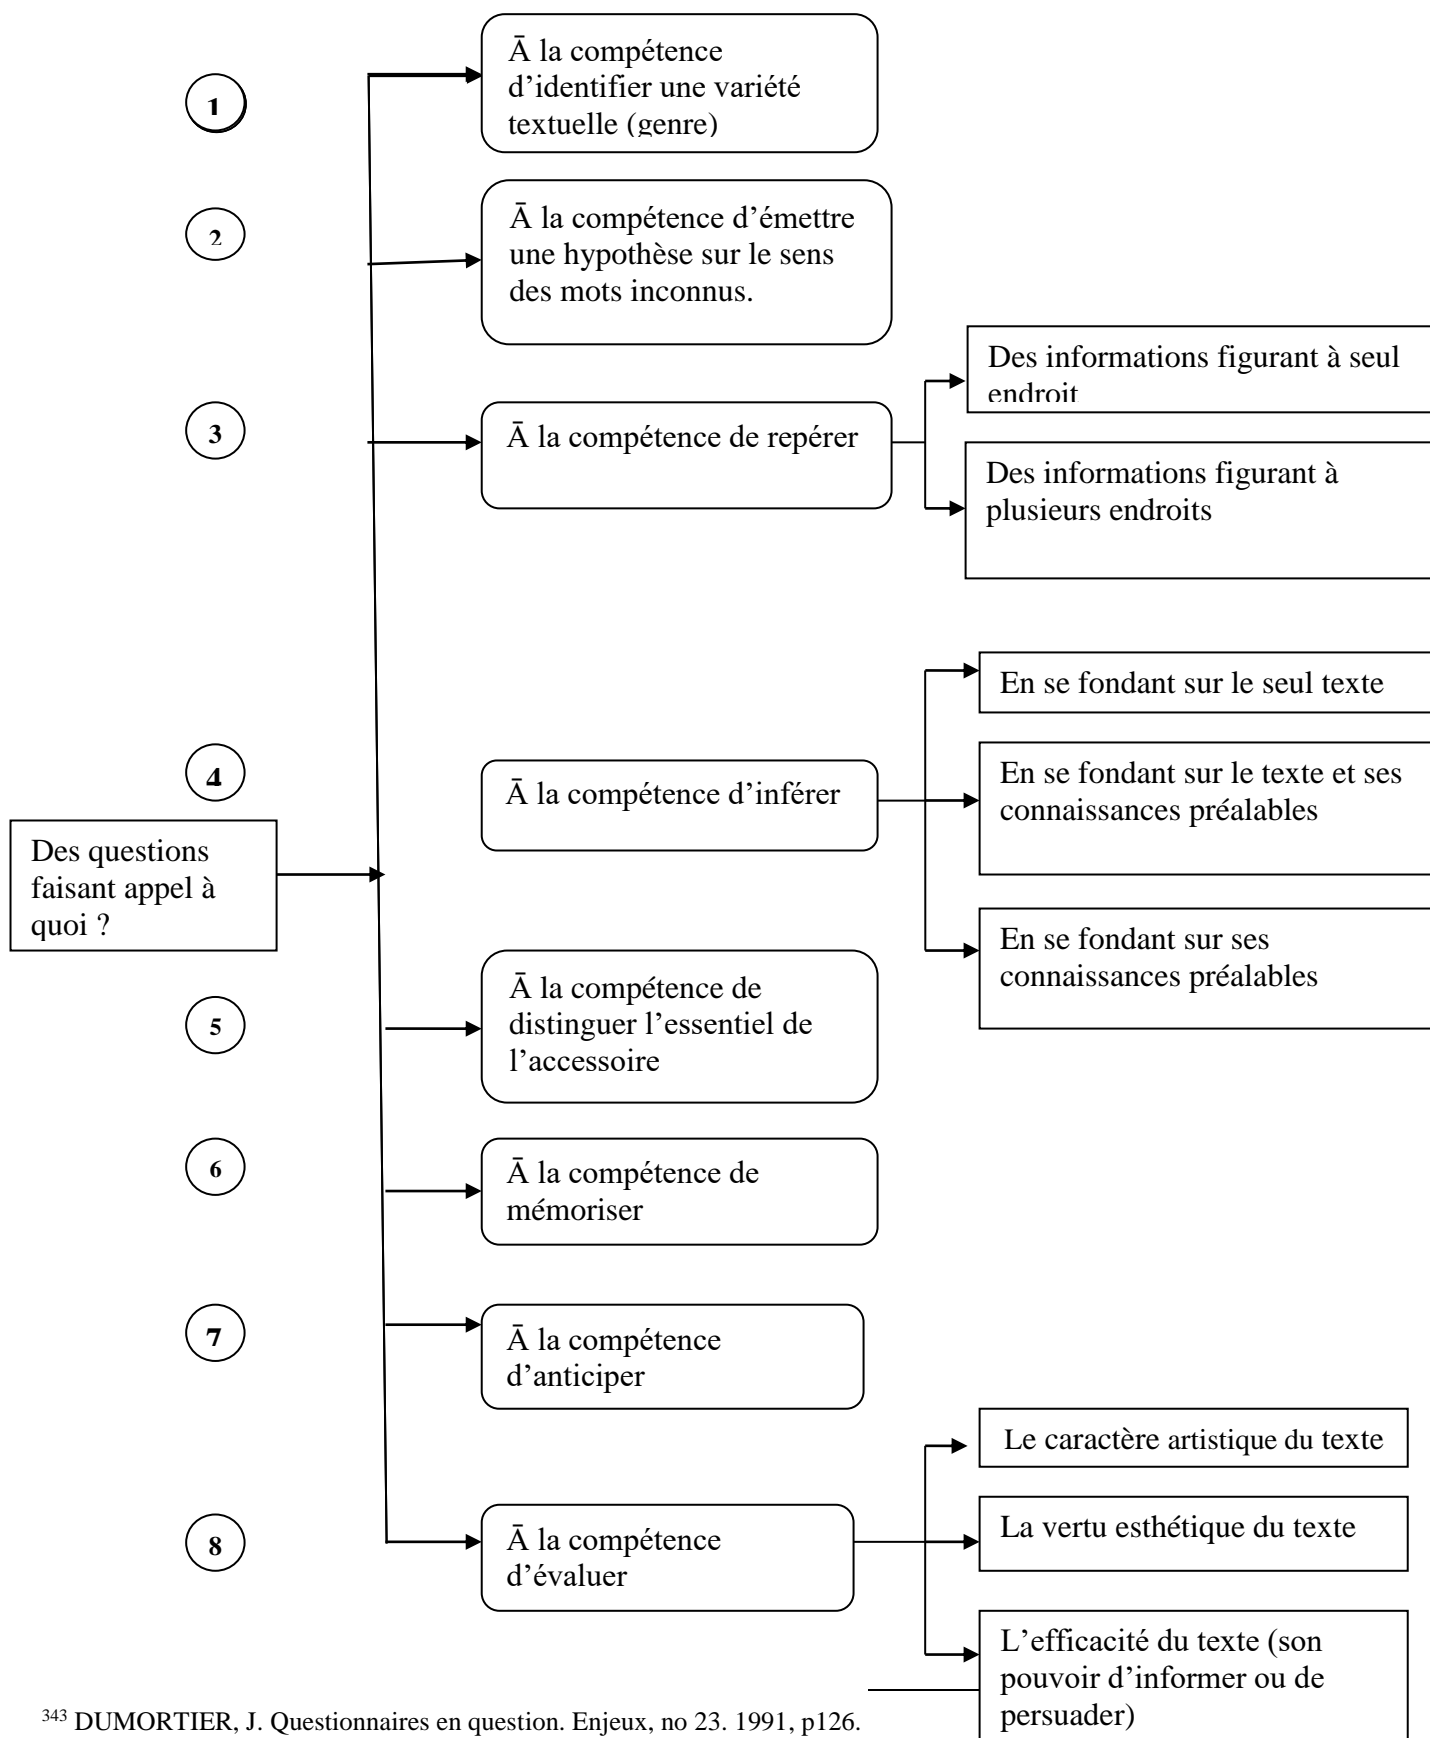 1
Ā la compétence
d’identifier une variété
textuelle (genre)
2
Ā la compétence d’émettre
une hypothèse sur le sens
des mots inconnus.
3
Ā la compétence de repérer
Des informations figurant à seul
endroit
Des informations figurant à
plusieurs endroits
4
Ā la compétence d’inférer
En se fondant sur le seul texte
En se fondant sur le texte et ses
connaissances préalables
En se fondant sur ses
connaissances préalables
Des questions
faisant appel à
quoi ?
5
Ā la compétence de
distinguer l’essentiel de
l’accessoire
6
Ā la compétence de
mémoriser
7
Ā la compétence
d’anticiper
8
Ā la compétence
d’évaluer
Le caractère artistique du texte
La vertu esthétique du texte
L’efficacité du texte (son
pouvoir d’informer ou de
persuader)
343 DUMORTIER, J. Questionnaires en question. Enjeux, no 23. 1991, p126.